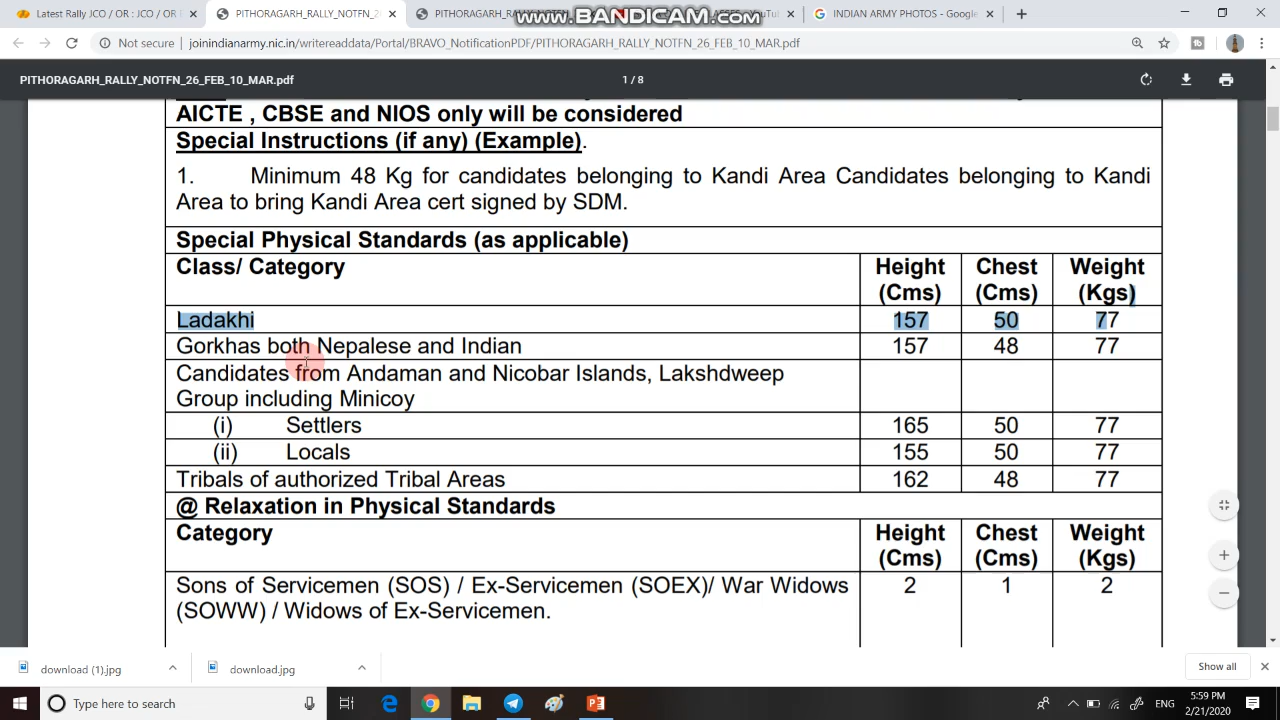 Latest Rally JCO / OR : JCO / OR
PITHORAGARH_RALLY_NOTFN_2
PITHORAGARH_RALLY_NOTFN
INDIAN ARMY PHOTOS - Google
www.BANDICAM.com
Not secure | joinindianarmy.nic.in/writereaddata/Portal/BRAVO_NotificationPDF/PITHORAGARH_RALLY_NOTFN_26_FEB_10_MAR.pdf
PITHORAGARH_RALLY_NOTFN_26_FEB_10_MAR.pdf 1 / 8
AICTE , CBSE and NIOS only will be considered
Special Instructions (if any) (Example).
1. Minimum 48 Kg for candidates belonging to Kandi Area Candidates belonging to Kandi
Area to bring Kandi Area cert signed by SDM.
Special Physical Standards (as applicable)
Class/ Category Height Chest Weight
(Cms) (Cms) (Kgs)
Ladakhi 157 50 77
Gorkhas both Nepalese and Indian 157 48 77
Candidates from Andaman and Nicobar Islands, Lakshdweep
Group including Minicoy
(i) Settlers 165 50 77
(ii) Locals 155 50 77
Tribals of authorized Tribal Areas 162 48 77
@ Relaxation in Physical Standards
Category Height Chest Weight
(Cms) (Cms) (Kgs)
Sons of Servicemen (SOS) / Ex-Servicemen (SOEX)/ War Widows 2 1 2
(SOWW) / Widows of Ex-Servicemen.
download (1).jpg
download.jpg
Show all
Type here to search
ENG
5:59 PM
2/21/2020